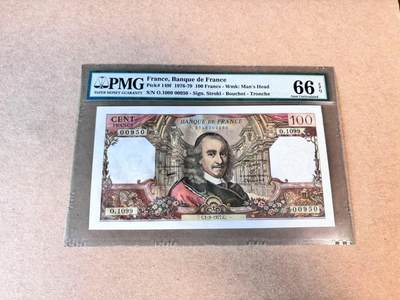 PMG
PAPER MONEY GUARANTY
France, Banque de France
Pick# 149f 1976-79 100 Francs - Wmk: Man's Head
S/N O.1099 00950 - Sign. Strohl - Bouchet - Tronche
66 EPQ
Gem Uncirculated
CENT
FRANCS
BANQUE DE FRANCE
100
00950
O.1099
O.1099
00950